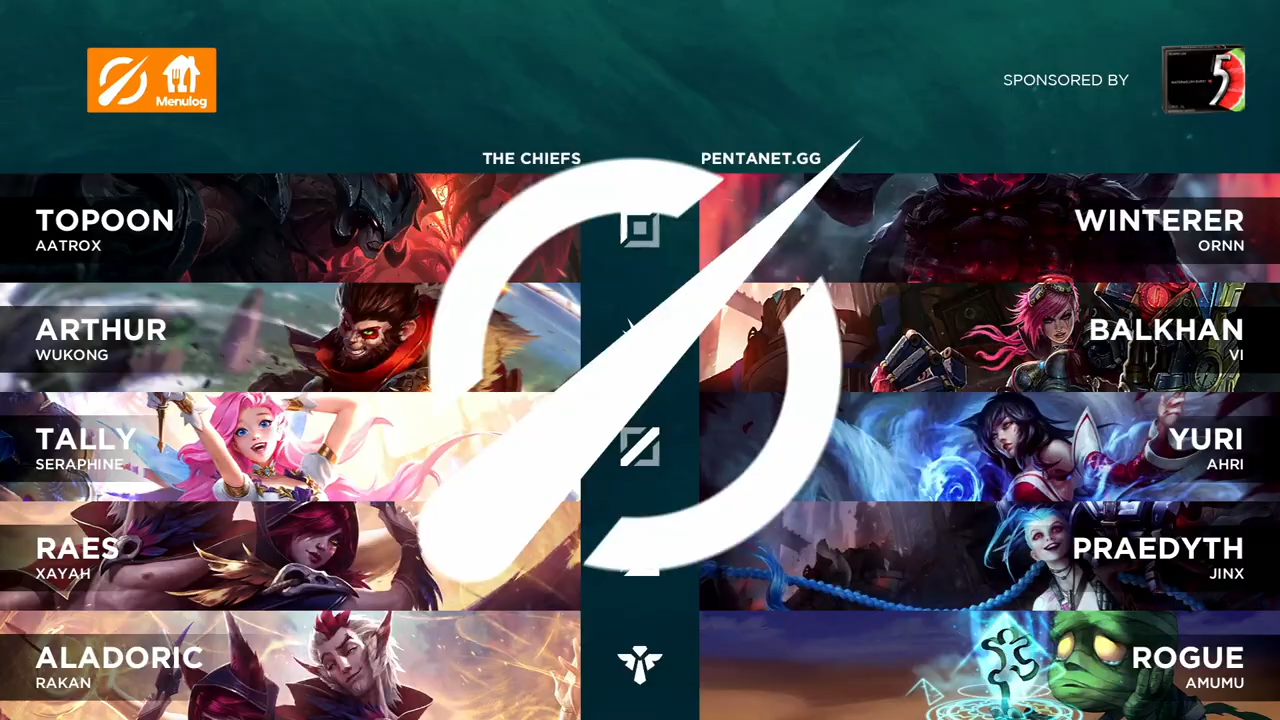 Menulog
SPONSORED BY
5
THE CHIEFS
PENTANET.GG
TOPOON
AATROX
WINTERER
ORNN
ARTHUR
WUKONG
BALKHAN
VI
TALLY
SERAPHINE
YURI
AHRI
RAES
XAYAH
PRAEDYTH
JINX
ALADORIC
RAKAN
ROGUE
AMUMU